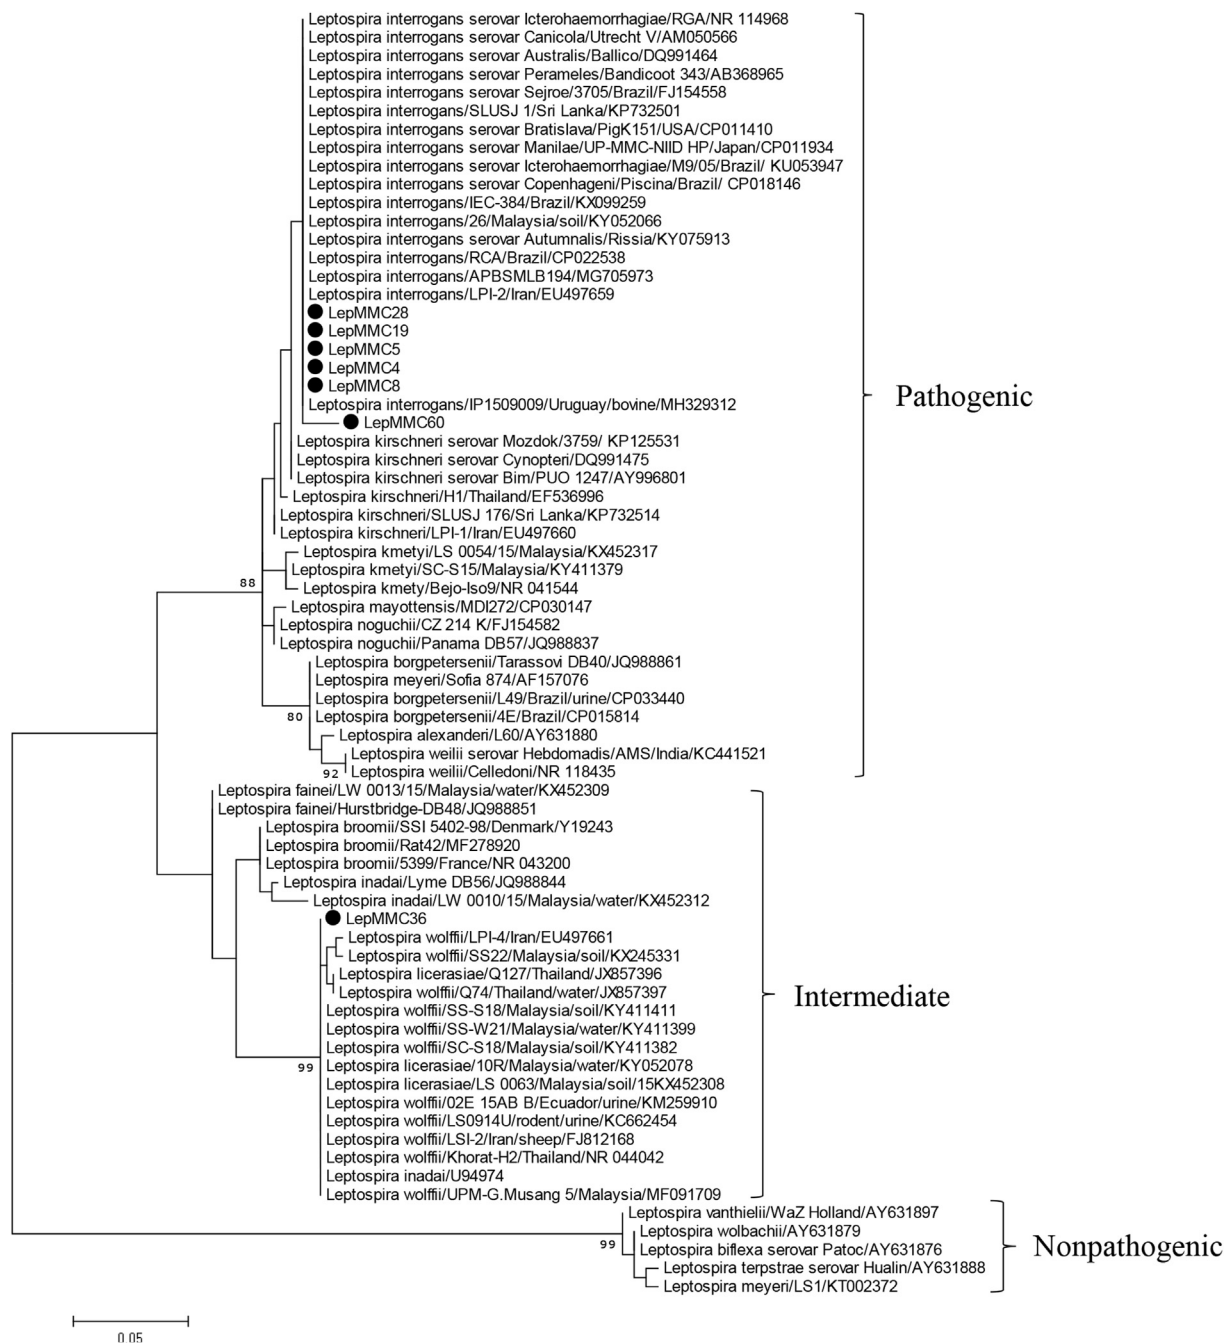 Leptospira interrogans serovar Icterohaemorrhagiae/RGA/NR 114968
Leptospira interrogans serovar Canicola/Utrecht V/AM050566
Leptospira interrogans serovar Australis/Ballico/DQ991464
Leptospira interrogans serovar Perameles/Bandicoot 343/AB368965
Leptospira interrogans serovar Sejroe/3705/Brazil/FJ154558
Leptospira interrogans/SLUSJ 1/Sri Lanka/KP732501
Leptospira interrogans serovar Bratislava/PigK151/USA/CP011410
Leptospira interrogans serovar Manilae/UP-MMC-NIID HP/Japan/CP011934
Leptospira interrogans serovar Icterohaemorrhagiae/M9/05/Brazil/ KU053947
Leptospira interrogans serovar Copenhageni/Piscina/Brazil/ CP018146
Leptospira interrogans/IEC-384/Brazil/KX099259
Leptospira interrogans/26/Malaysia/soil/KY052066
Leptospira interrogans serovar Autumnalis/Rissia/KY075913
Leptospira interrogans/RCA/Brazil/CP022538
Leptospira interrogans/APBSMLB194/MG705973
Leptospira interrogans/LPI-2/Iran/EU497659
LepMMC28
LepMMC19
LepMMC5
LepMMC4
LepMMC8
Pathogenic
Leptospira interrogans/IP1509009/Uruguay/bovine/MH329312
LepMMC60
Leptospira kirschneri serovar Mozdok/3759/ KP125531
Leptospira kirschneri serovar Cynopteri/DQ991475
Leptospira kirschneri serovar Bim/PUO 1247/AY996801
Leptospira kirschneri/H1/Thailand/EF536996
Leptospira kirschneri/SLUSJ 176/Sri Lanka/KP732514
Leptospira kirschneri/LPI-1/Iran/EU497660
Leptospira kmetyi/LS 0054/15/Malaysia/KX452317
Leptospira kmetyi/SC-S15/Malaysia/KY411379
88
Leptospira kmety/Bejo-Iso9/NR 041544
Leptospira mayottensis/MDI272/CP030147
Leptospira noguchii/CZ 214 K/FJ154582
Leptospira noguchii/Panama DB57/JQ988837
Leptospira borgpetersenii/Tarassovi DB40/JQ988861
Leptospira meyeri/Sofia 874/AF157076
Leptospira borgpetersenii/L49/Brazil/urine/CP033440
80
Leptospira borgpetersenii/4E/Brazil/CP015814
Leptospira alexanderi/L60/AY631880
Leptospira weilii serovar Hebdomadis/AMS/India/KC441521
92
Leptospira weilii/Celledoni/NR 118435
Leptospira fainei/LW 0013/15/Malaysia/water/KX452309
Leptospira fainei/Hurstbridge-DB48/JQ988851
Leptospira broomii/SSI 5402-98/Denmark/Y19243
Leptospira broomii/Rat42/MF278920
Leptospira broomii/5399/France/NR 043200
Leptospira inadai/Lyme DB56/JQ988844
Leptospira inadai/LW 0010/15/Malaysia/water/KX452312
LepMMC36
Leptospira wolffii/LPI-4/Iran/EU497661
Leptospira wolffii/SS22/Malaysia/soil/KX245331
Leptospira licerasiae/Q127/Thailand/JX857396
Leptospira wolffii/Q74/Thailand/water/JX857397
Intermediate
Leptospira wolffii/SS-S18/Malaysia/soil/KY411411
Leptospira wolffii/SS-W21/Malaysia/water/KY411399
Leptospira wolffii/SC-S18/Malaysia/soil/KY411382
99
Leptospira licerasiae/10R/Malaysia/water/KY052078
Leptospira licerasiae/LS 0063/Malaysia/soil/15KX452308
Leptospira wolffii/02E 15AB B/Ecuador/urine/KM259910
Leptospira wolffii/LS0914U/rodent/urine/KC662454
Leptospira wolffii/LSI-2/Iran/sheep/FJ812168
Leptospira wolffii/Khorat-H2/Thailand/NR 044042
Leptospira inadai/U94974
Leptospira wolffii/UPM-G.Musang 5/Malaysia/MF091709
Leptospira vanthielii/WaZ Holland/AY631897
Leptospira wolbachii/AY631879
99
Leptospira biflexa serovar Patoc/AY631876
Nonpathogenic
Leptospira terpstrae serovar Hualin/AY631888
Leptospira meyeri/LS1/KT002372
0.05